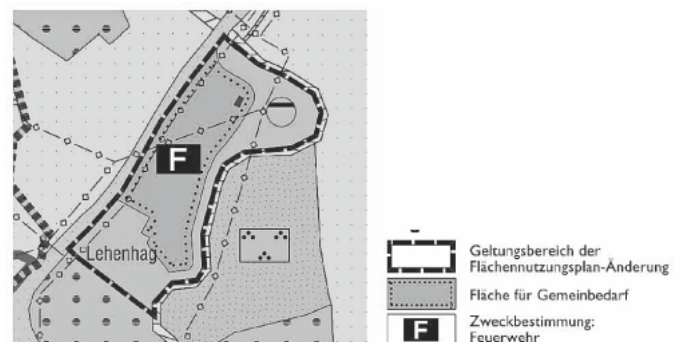 F
Lehenhag
Geltungsbereich der
Flächennutzungsplan-Änderung
Fläche für Gemeinbedarf
F
Zweckbestimmung:
Feuerwehr